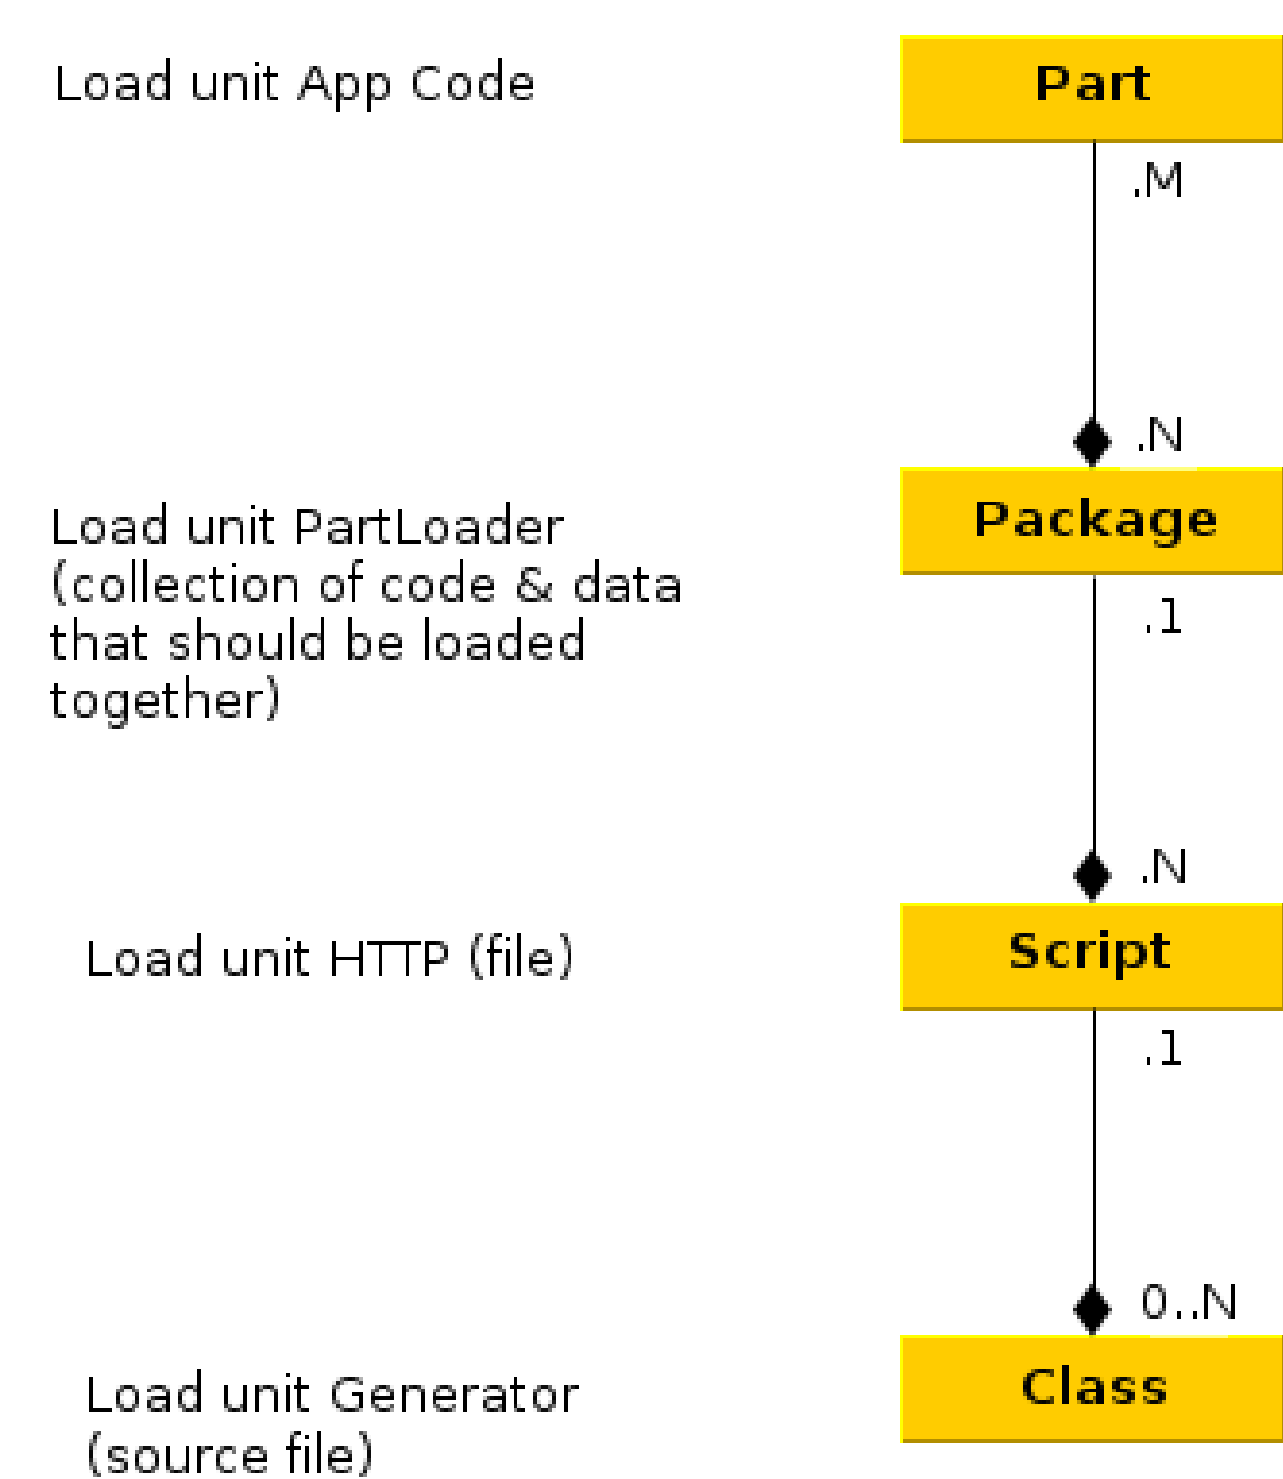 Load unit App Code
Part
.M
.N
Package
Load unit PartLoader
(collection of code & data
that should be loaded
together)
.1
.N
Script
Load unit HTTP (file)
.1
0..N
Class
Load unit Generator
(source file)